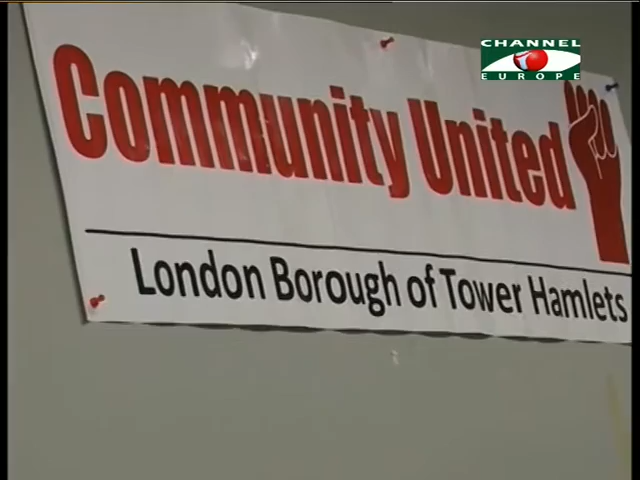 CHANNEL
EUROPE
Community United
London Borough of Tower Hamlets